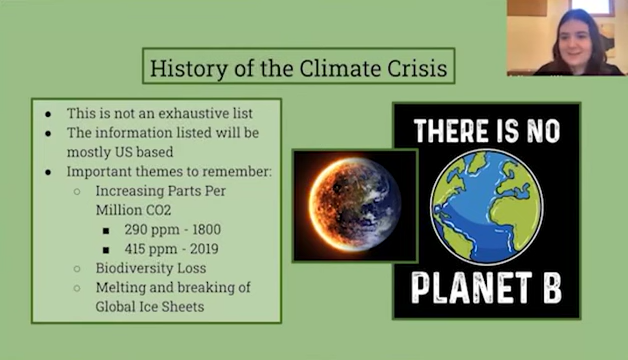 History of the Climate Crisis
● This is not an exhaustive list
● The information listed will be
mostly US based
● Important themes to remember:
○ Increasing Parts Per
Million CO2
■ 290 ppm - 1800
■ 415 ppm - 2019
○ Biodiversity Loss
○ Melting and breaking of
Global Ice Sheets
THERE IS NO
PLANET B